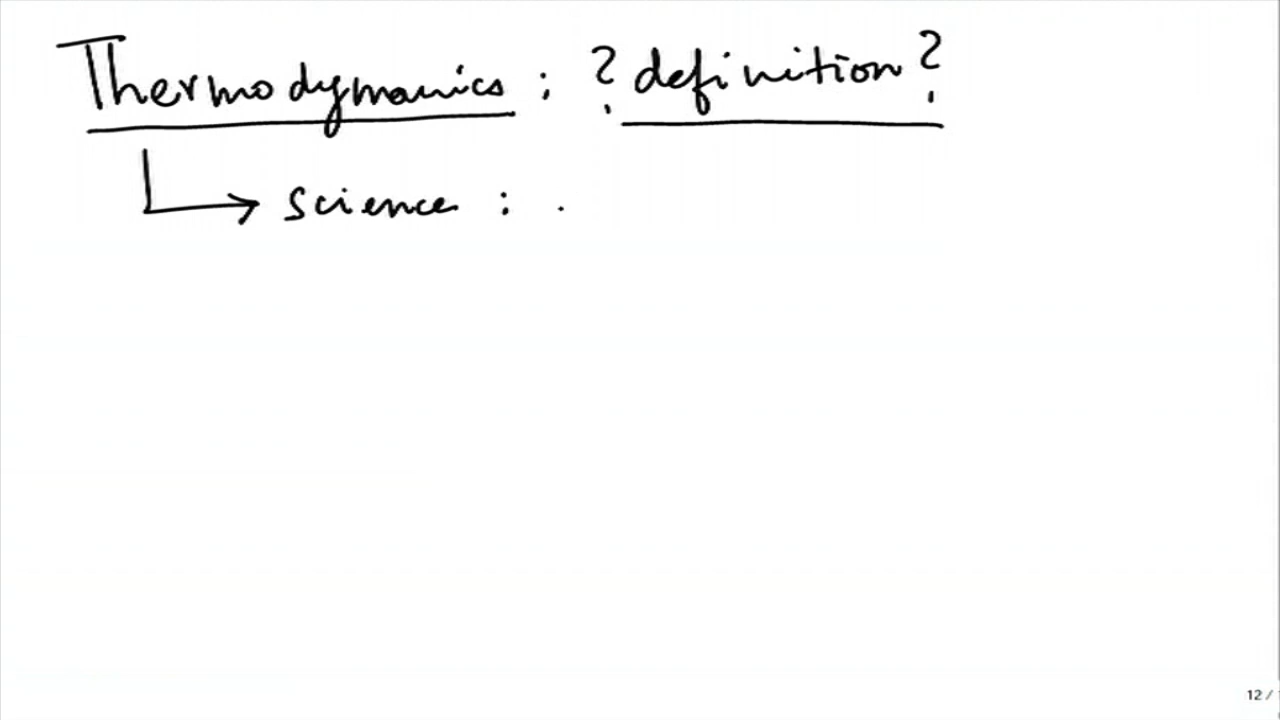 Thermodynamics : ? definition ?
↳ science : .
12 /